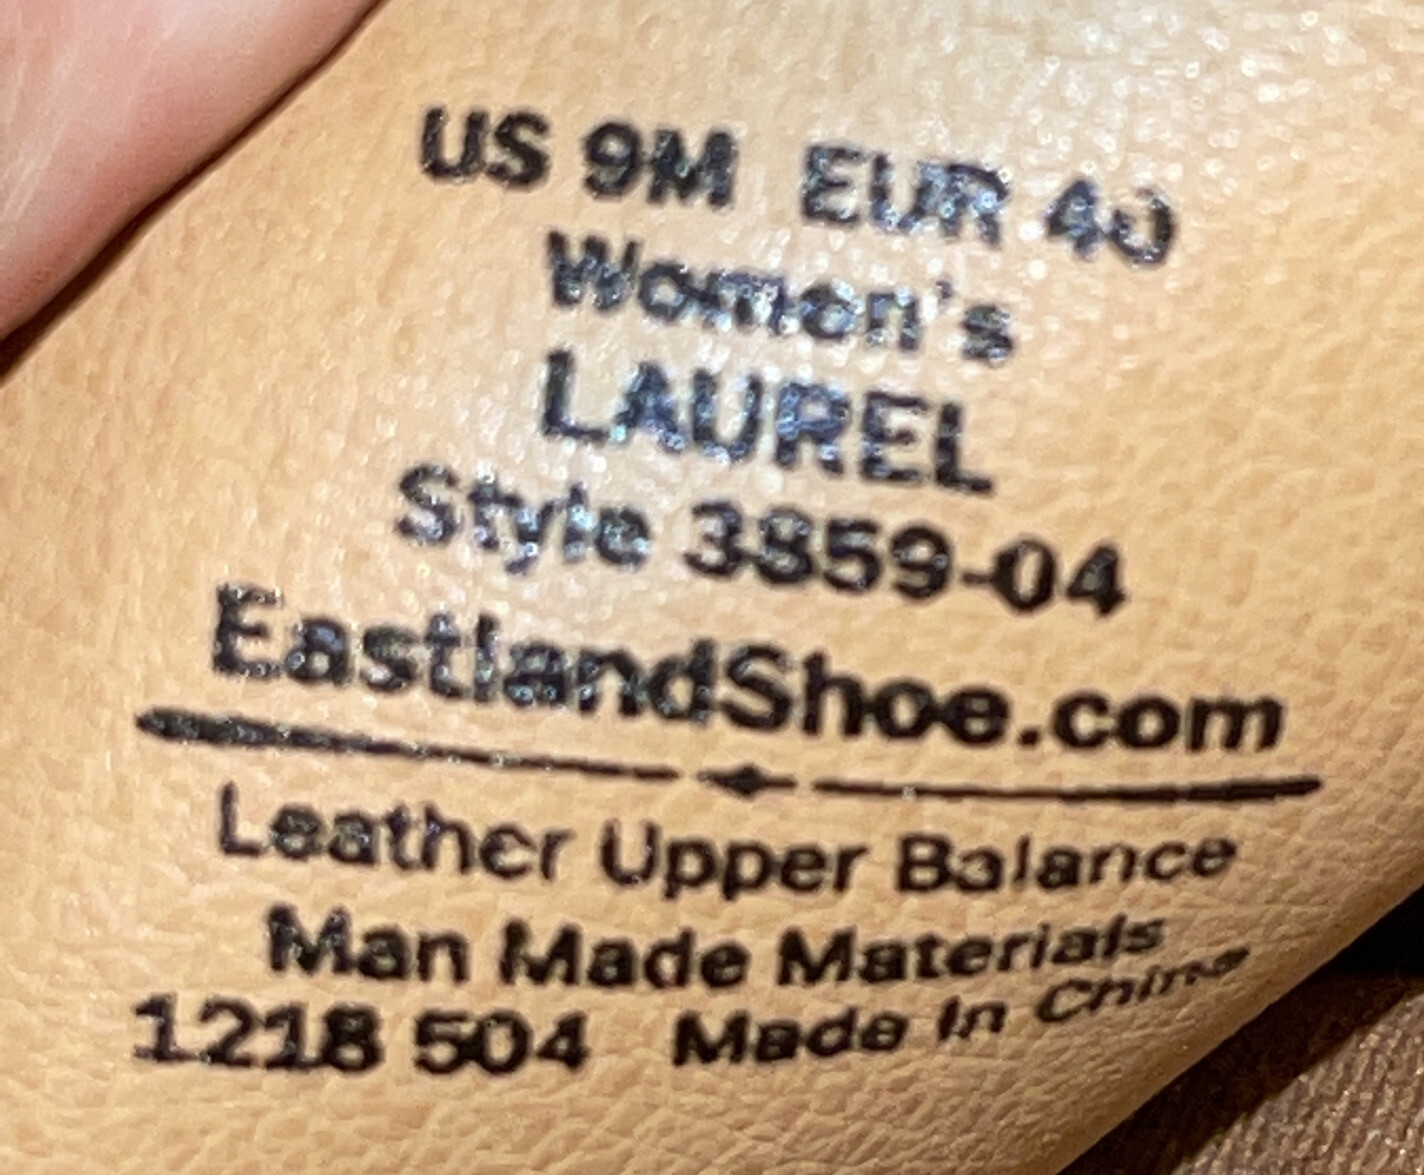 US 9M EUR 40
Women's
LAUREL
Style 3859-04
EastlandShoe.com
Leather Upper Balance
Man Made Materials
1218 504 Made In China